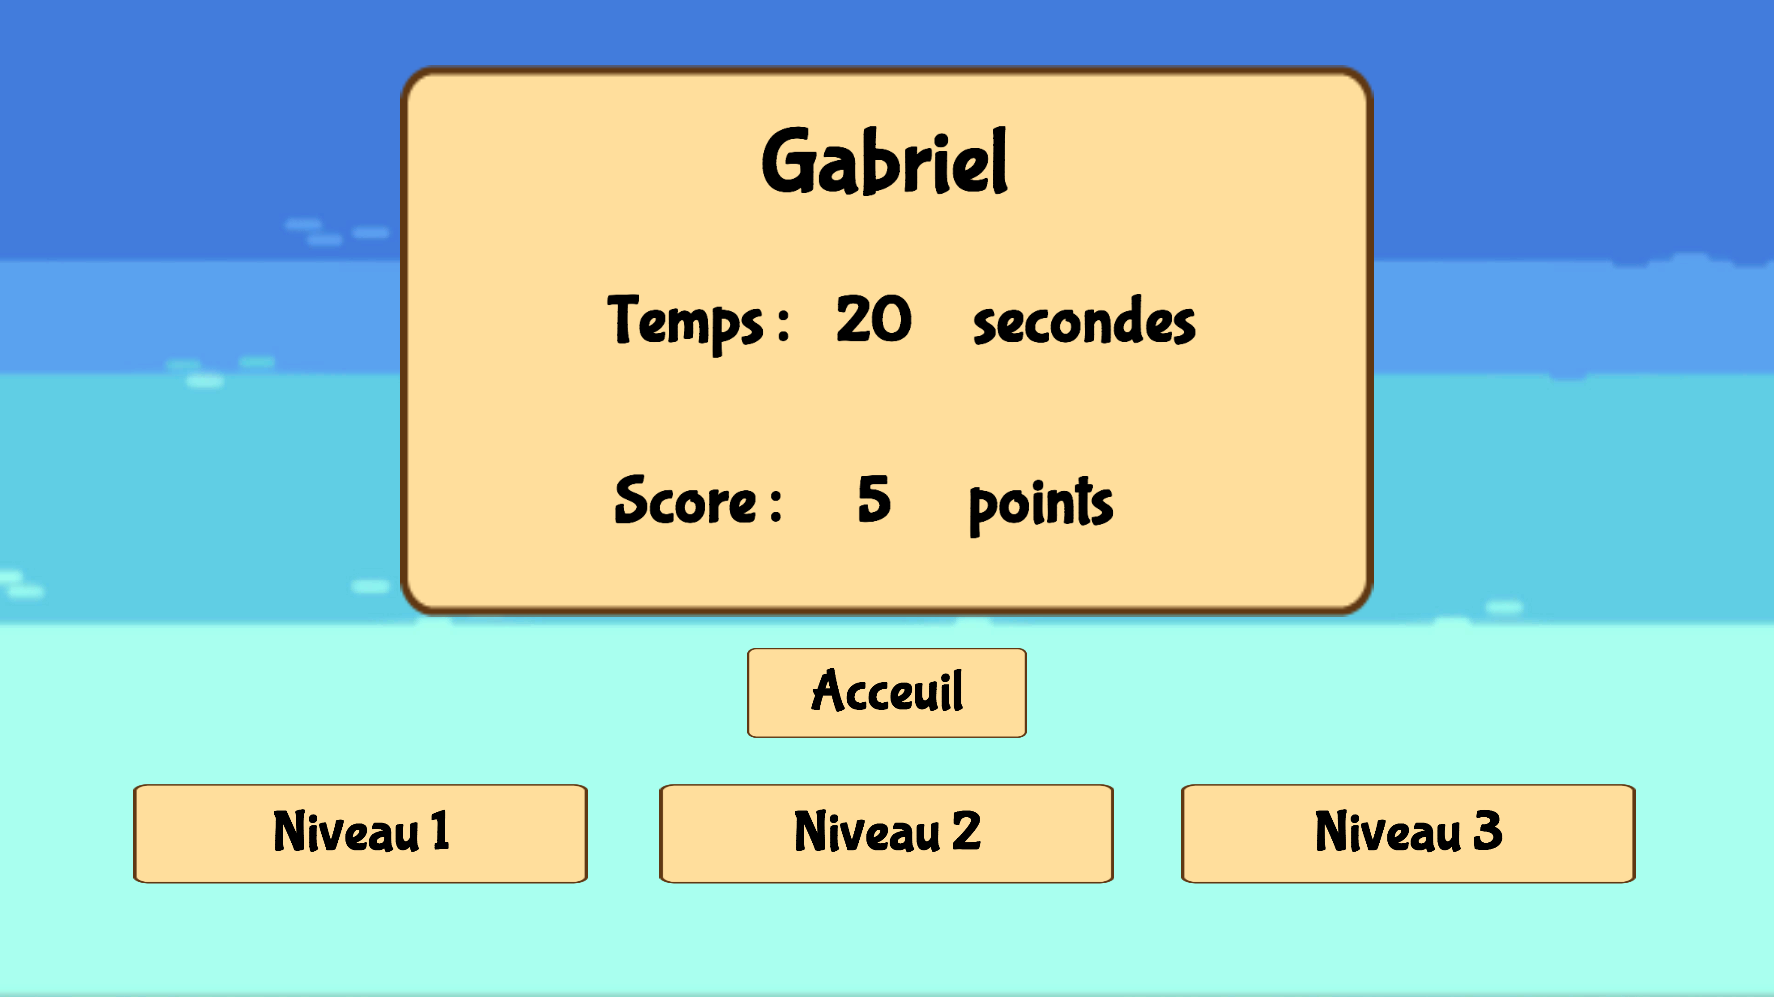 Gabriel
Temps : 20 secondes
Score : 5 points
Acceuil
Niveau 1
Niveau 2
Niveau 3